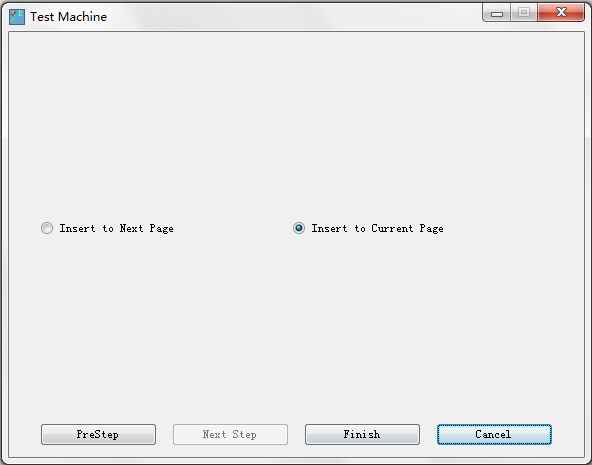 Test Machine
Insert to Next Page
Insert to Current Page
PreStep
Next Step
Finish
Cancel